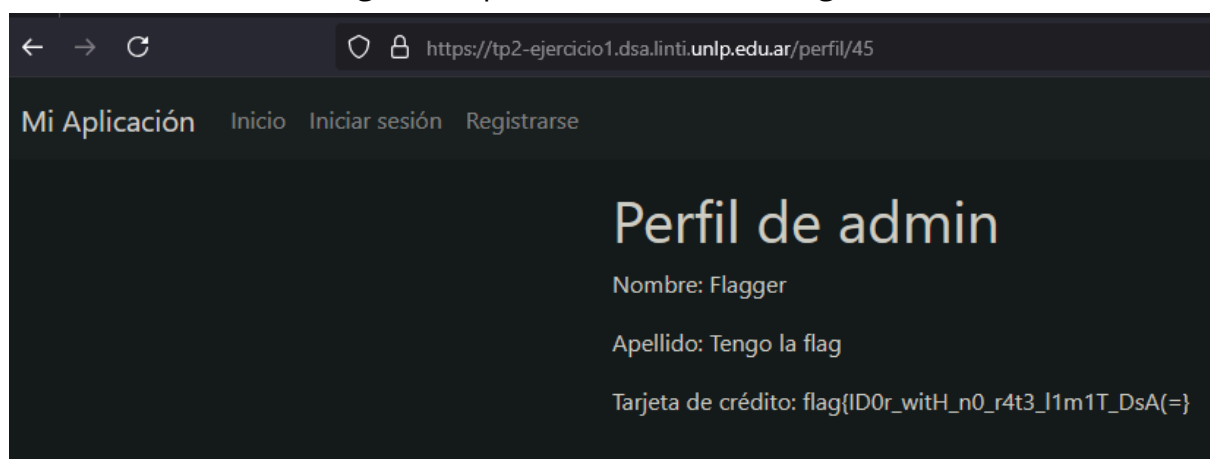 https://tp2-ejercicio1.dsa.linti.unlp.edu.ar/perfil/45
Mi Aplicación Inicio Iniciar sesión Registrarse
Perfil de admin
Nombre: Flagger
Apellido: Tengo la flag
Tarjeta de crédito: flag{ID0r_witH_n0_r4t3_l1m1T_DsA(=}